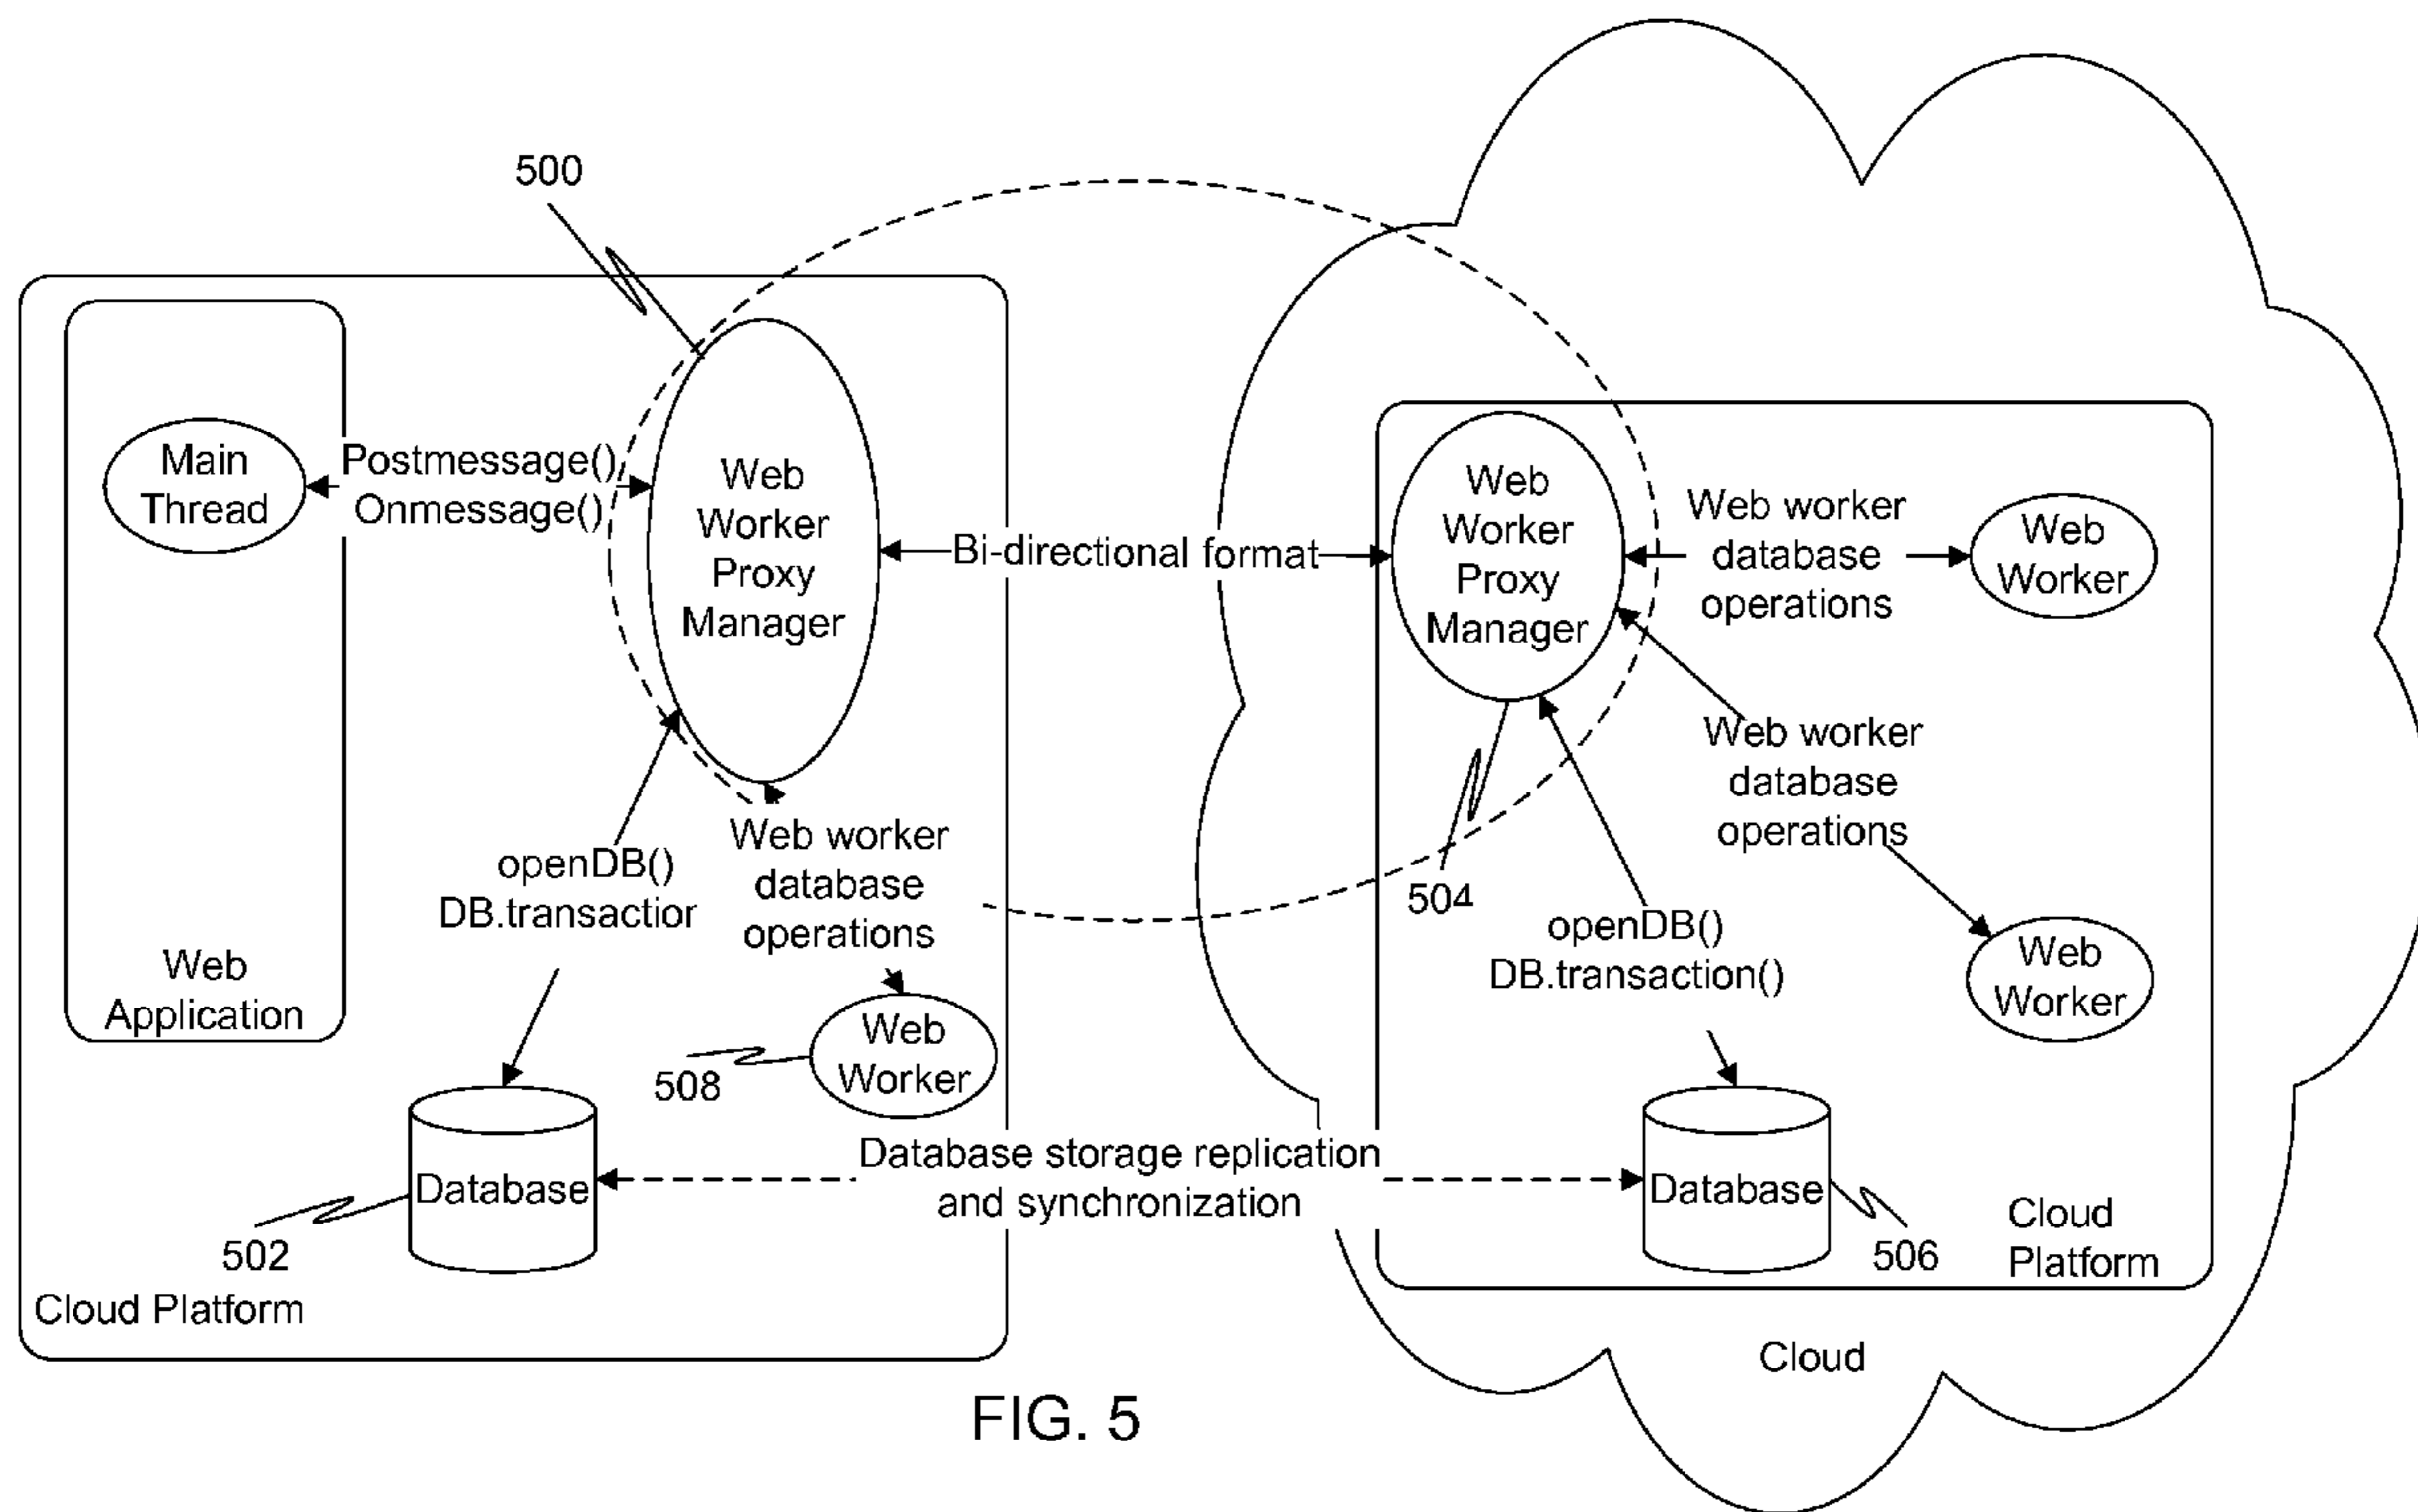 500
Main
Thread
Postmessage()
Onmessage()
Web
Worker
Proxy
Manager
Bi-directional format
Web
Worker
Proxy
Manager
Web worker
database
operations
Web
Worker
Web worker
database
operations
Web
Worker
504
openDB()
DB.transaction()
openDB()
DB.transactior
Web worker
database
operations
Web
Application
Web
Worker
508
Database storage replication
and synchronization
Database
502
Cloud Platform
Database
506
Cloud
Platform
Cloud
FIG. 5